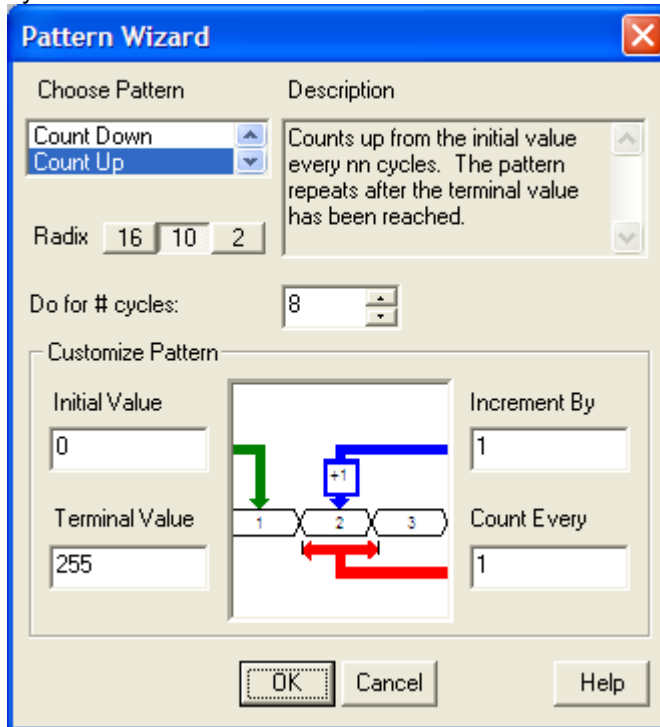 Pattern Wizard
Choose Pattern
Description
Count Down
Count Up
Counts up from the initial value
every nn cycles. The pattern
repeats after the terminal value
has been reached.
Radix 16 10 2
Do for # cycles: 8
Customize Pattern
Initial Value
0
Increment By
1
+1
1 2 3
Terminal Value
255
Count Every
1
OK Cancel Help